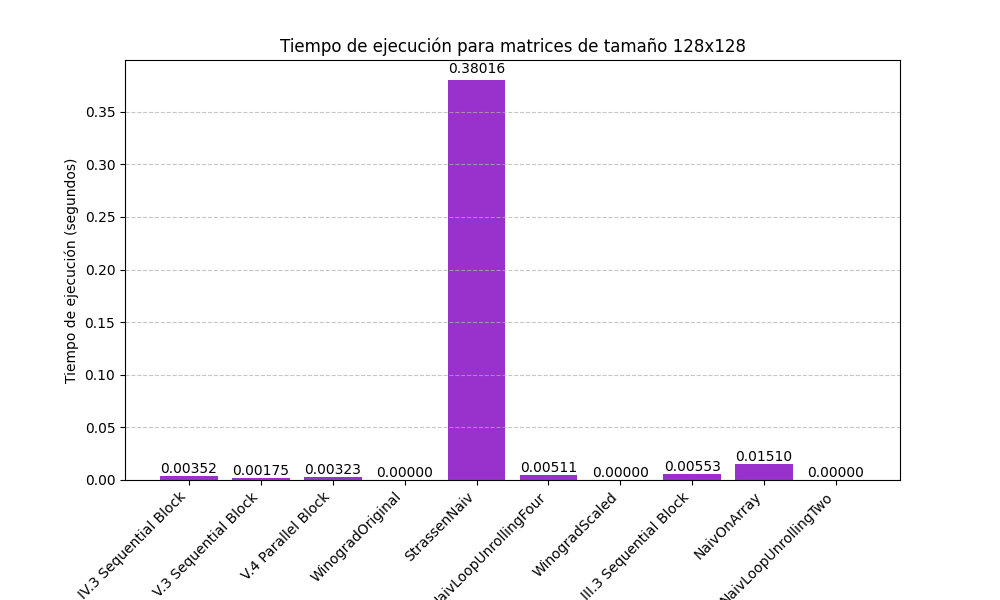 Tiempo de ejecución para matrices de tamaño 128x128
Tiempo de ejecución (segundos)
0.35
0.30
0.25
0.20
0.15
0.10
0.05
0.00
0.00352
0.00175
0.00323
0.00000
0.38016
0.00511
0.00000
0.00553
0.01510
0.00000
IV.3 Sequential Block
V.3 Sequential Block
V.4 Parallel Block
WinogradOriginal
StrassenNaiv
aivLoopUnrollingFour
WinogradScaled
III.3 Sequential Block
NaivOnArray
NaivLoopUnrollingTwo